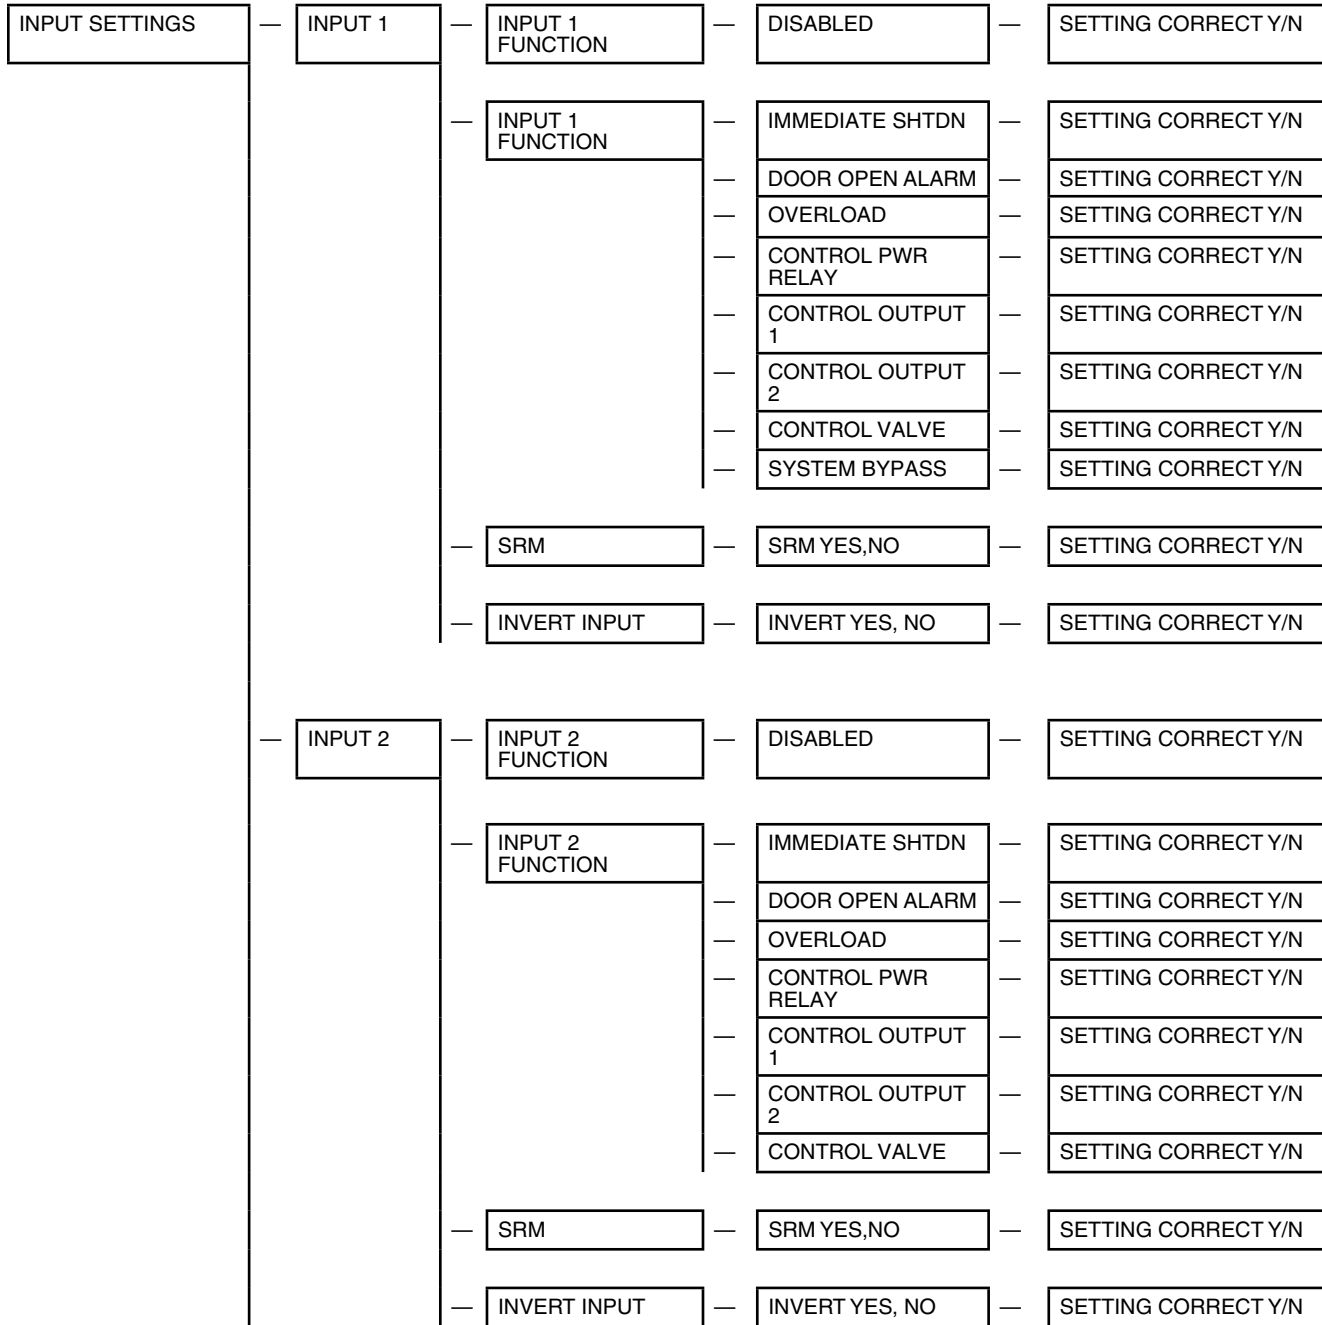 INPUT SETTINGS — INPUT 1 — INPUT 1 — DISABLED — SETTING CORRECT Y/N
FUNCTION
— INPUT 1 — IMMEDIATE SHTDN — SETTING CORRECT Y/N
FUNCTION
— DOOR OPEN ALARM — SETTING CORRECT Y/N
— OVERLOAD — SETTING CORRECT Y/N
— CONTROL PWR — SETTING CORRECT Y/N
RELAY
— CONTROL OUTPUT — SETTING CORRECT Y/N
1
— CONTROL OUTPUT — SETTING CORRECT Y/N
2
— CONTROL VALVE — SETTING CORRECT Y/N
— SYSTEM BYPASS — SETTING CORRECT Y/N
— SRM — SRM YES,NO — SETTING CORRECT Y/N
— INVERT INPUT — INVERT YES, NO — SETTING CORRECT Y/N
— INPUT 2 — INPUT 2 — DISABLED — SETTING CORRECT Y/N
FUNCTION
— INPUT 2 — IMMEDIATE SHTDN — SETTING CORRECT Y/N
FUNCTION
— DOOR OPEN ALARM — SETTING CORRECT Y/N
— OVERLOAD — SETTING CORRECT Y/N
— CONTROL PWR — SETTING CORRECT Y/N
RELAY
— CONTROL OUTPUT — SETTING CORRECT Y/N
1
— CONTROL OUTPUT — SETTING CORRECT Y/N
2
— CONTROL VALVE — SETTING CORRECT Y/N
— SRM — SRM YES,NO — SETTING CORRECT Y/N
— INVERT INPUT — INVERT YES, NO — SETTING CORRECT Y/N